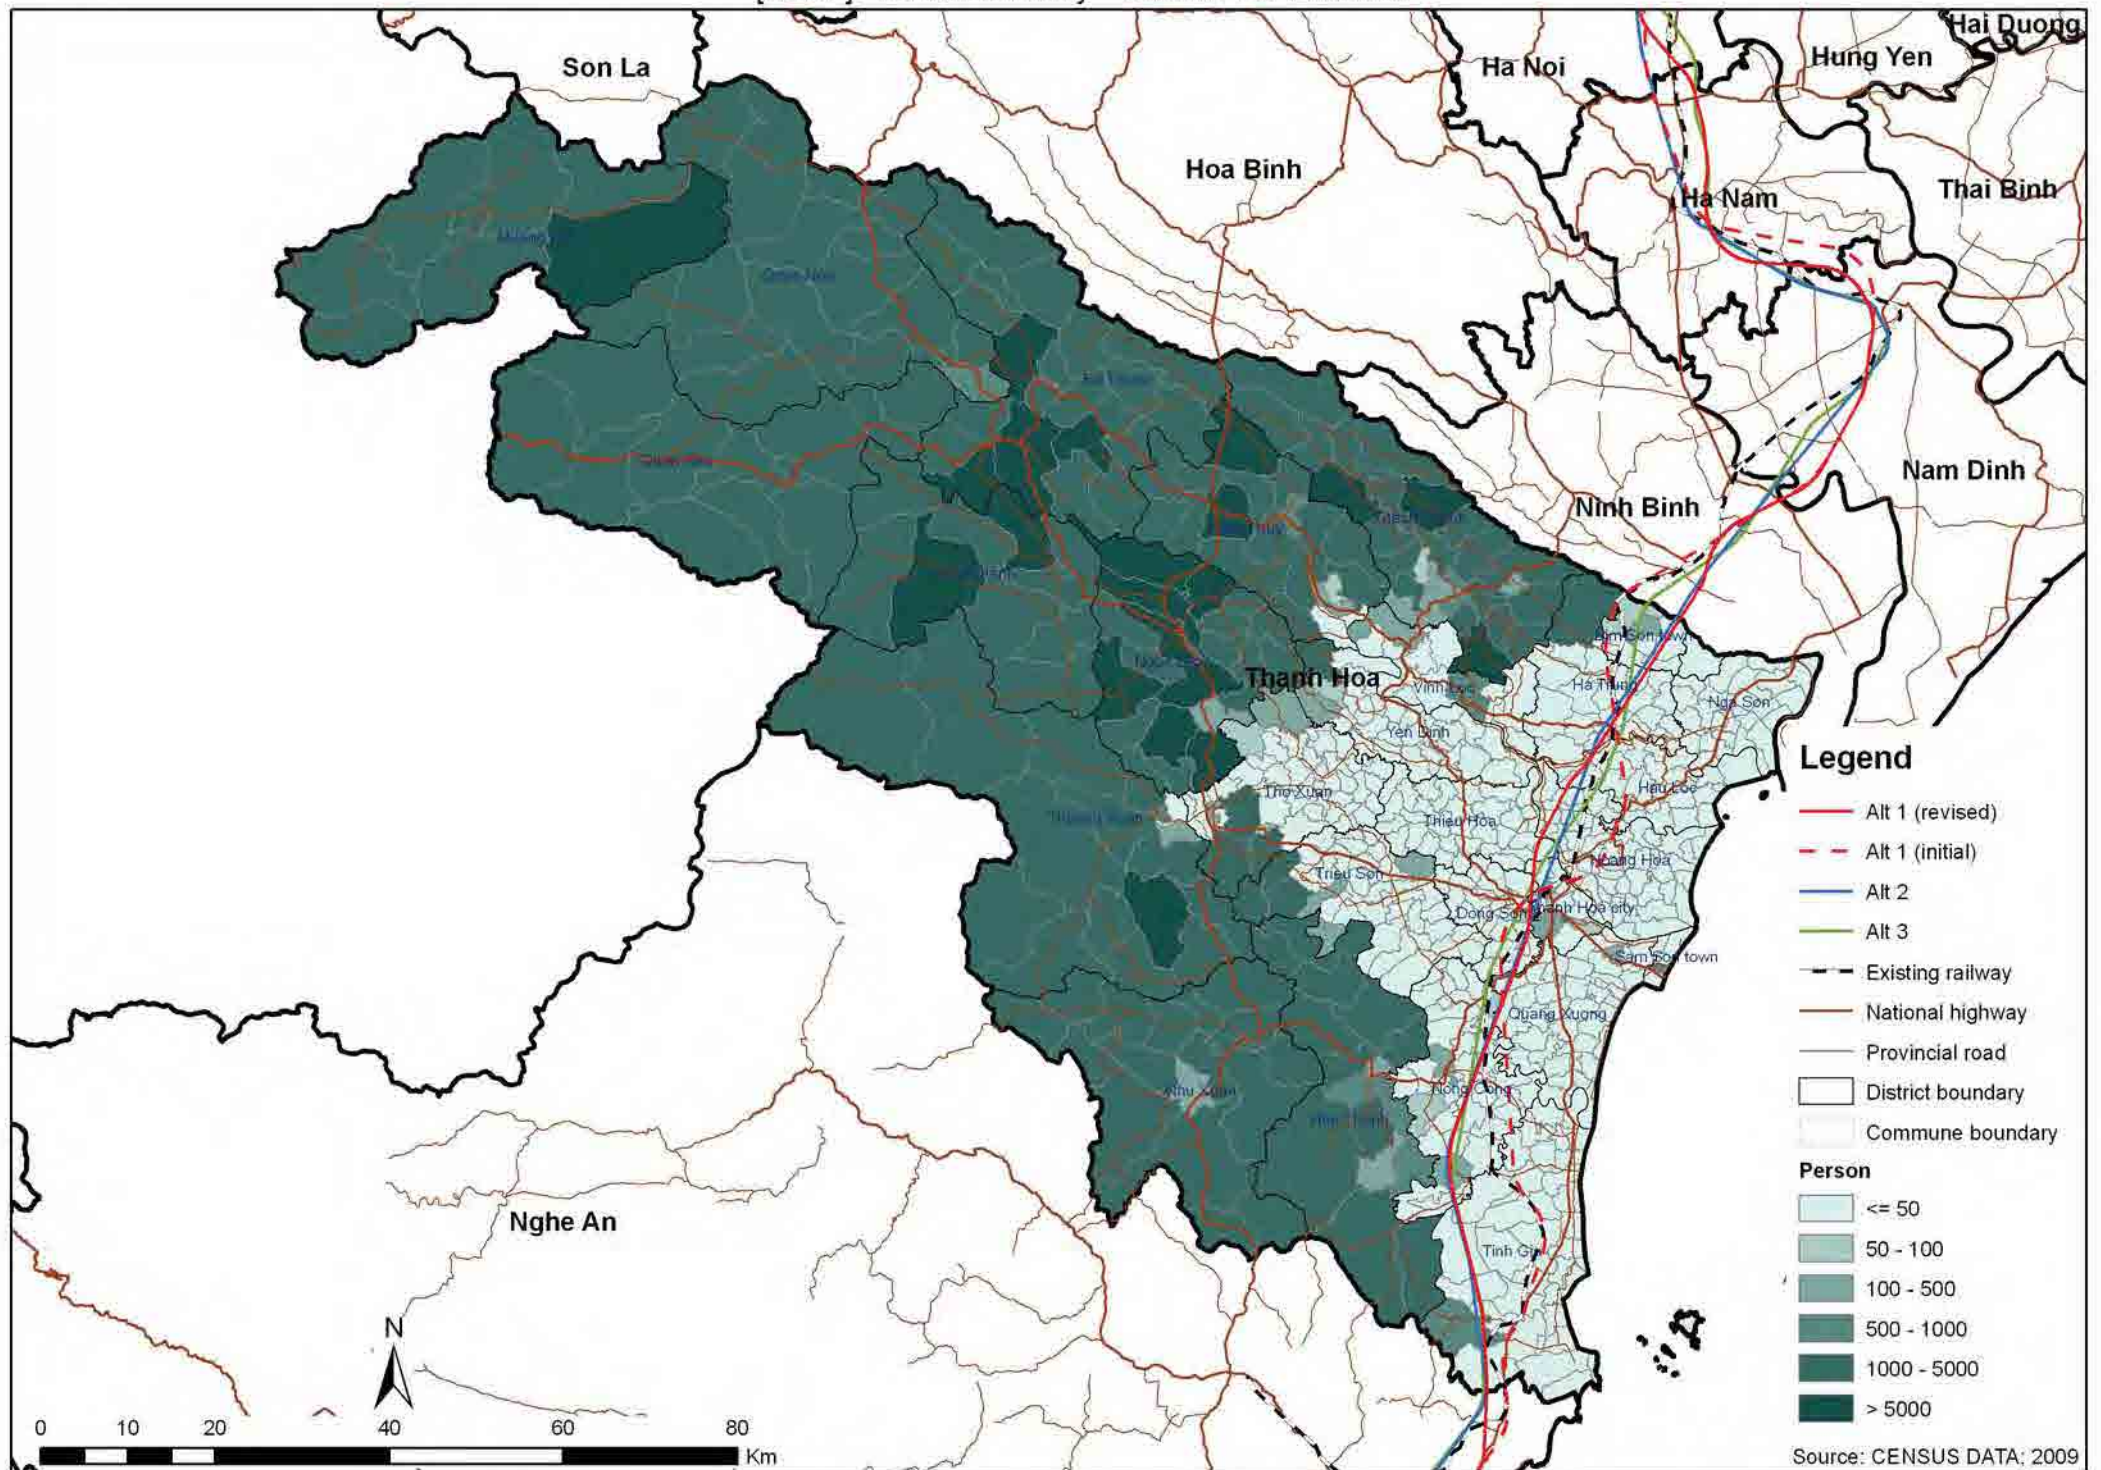 Son La
Ha Noi
Hai Duong
Hung Yen
Hoa Binh
Ha Nam
Thai Binh
Nam Dinh
Ninh Binh
Bim Son town
Thanh Hoa
Vinh Loc
Ha Trung
Nga Son
Yen Dinh
Tho Xuan
Hau Loc
Thieu Hoa
Hoang Hoa
Trieu Son
Dong Son
Thanh Hoa city
Sam Son town
Quang Xuong
Nong Cong
Nhu Xuan
Nghe An
Tinh Gia
Legend
Alt 1 (revised)
Alt 1 (initial)
Alt 2
Alt 3
Existing railway
National highway
Provincial road
District boundary
Commune boundary
Person
<= 50
50 - 100
100 - 500
500 - 1000
1000 - 5000
> 5000
N
0 10 20 40 60 80
Km
Source: CENSUS DATA; 2009